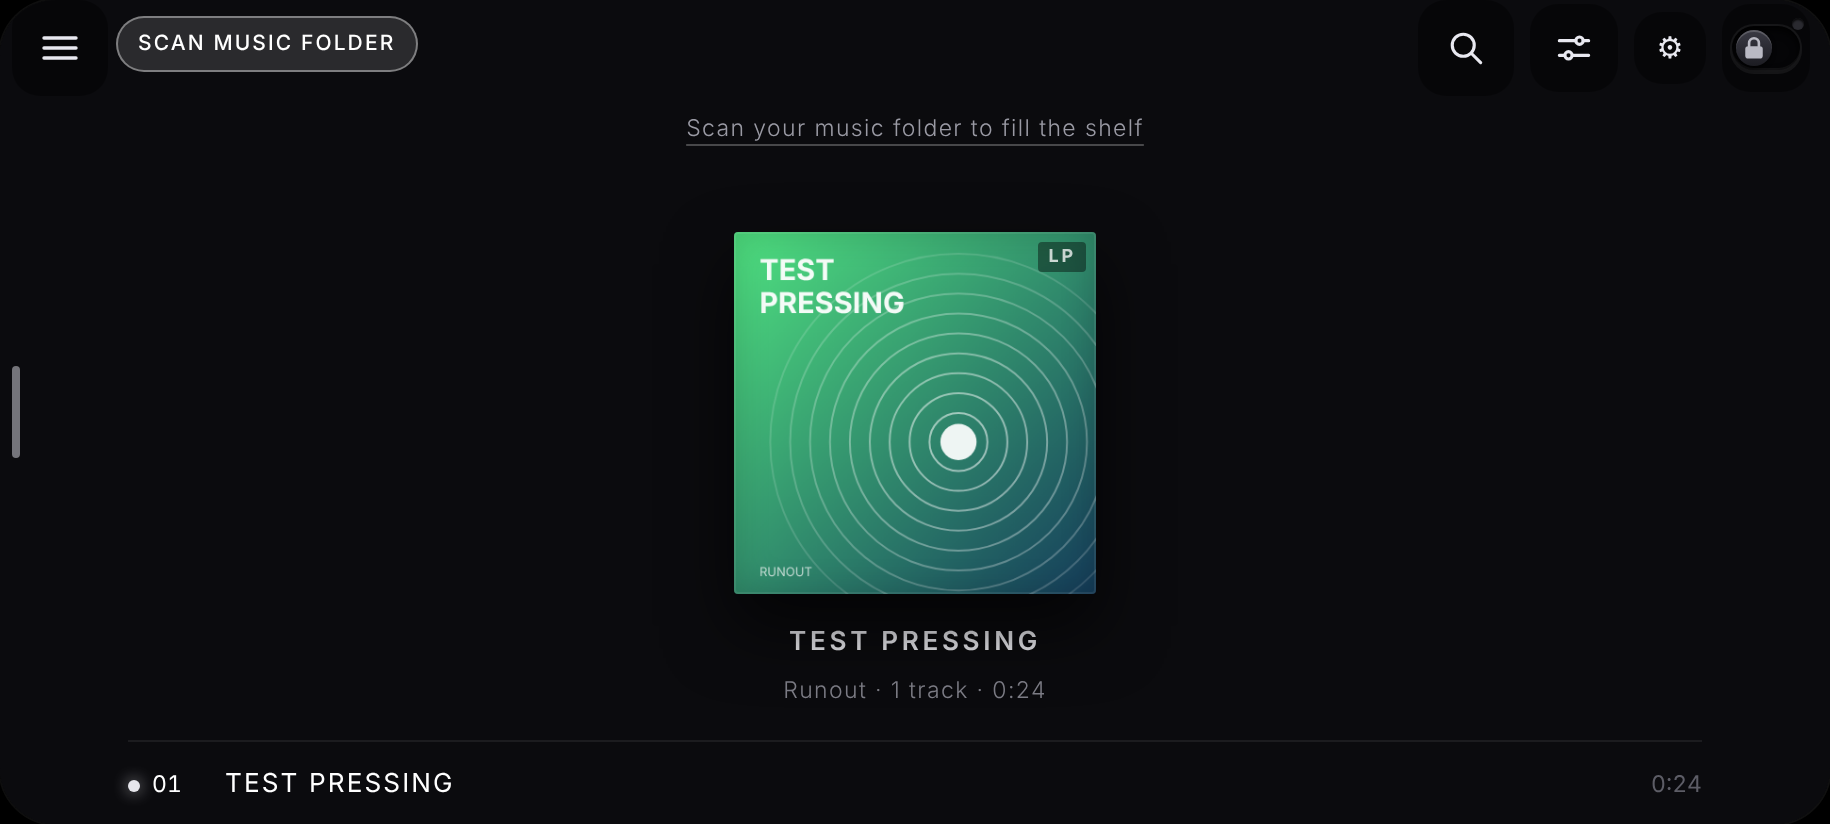 SCAN MUSIC FOLDER
Scan your music folder to fill the shelf
LP
TEST
PRESSING
RUNOUT
TEST PRESSING
Runout · 1 track · 0:24
01 TEST PRESSING 0:24